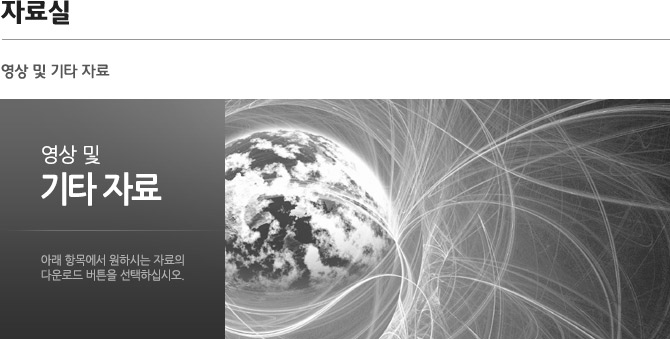 자료실
영상 및 기타 자료
영상 및
기타 자료
아래 항목에서 원하시는 자료의
다운로드 버튼을 선택하십시오.